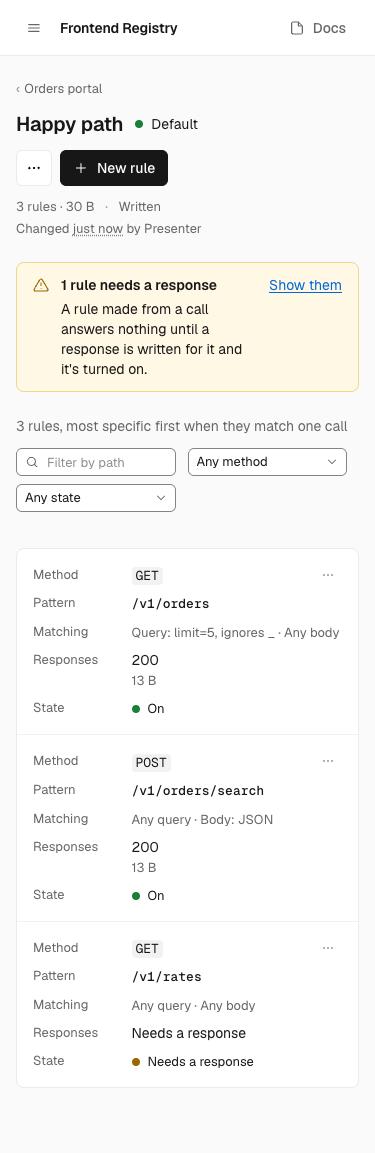 Frontend Registry
Docs
‹ Orders portal
Happy path
Default
New rule
3 rules · 30 B · Written
Changed just now by Presenter
1 rule needs a response
Show them
A rule made from a call
answers nothing until a
response is written for it and
it's turned on.
3 rules, most specific first when they match one call
Filter by path
Any method
Any state
Method GET
Pattern /v1/orders
Matching Query: limit=5, ignores _ · Any body
Responses 200
13 B
State On
Method POST
Pattern /v1/orders/search
Matching Any query · Body: JSON
Responses 200
13 B
State On
Method GET
Pattern /v1/rates
Matching Any query · Any body
Responses Needs a response
State Needs a response